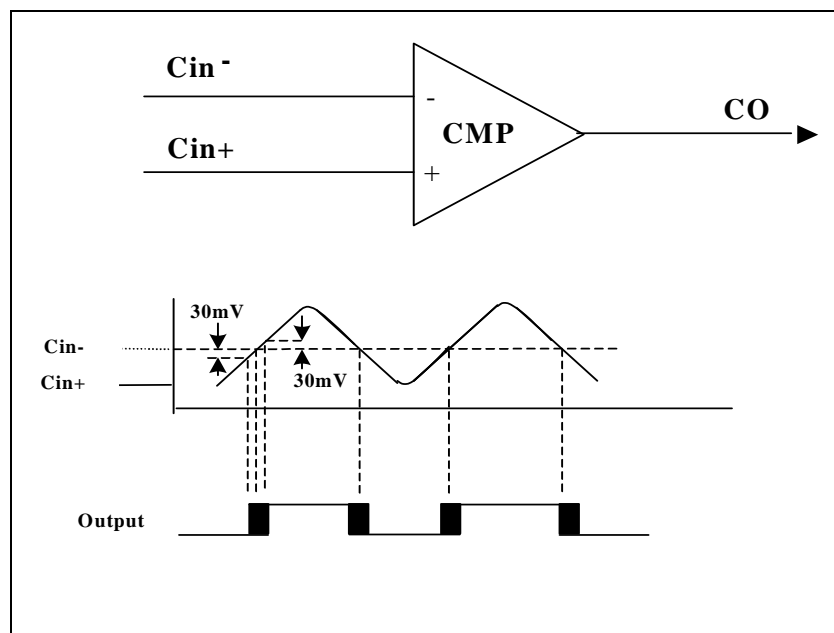 Cin -
-
CMP
CO
Cin+
+
30mV
Cin-
30mV
Cin+
Output